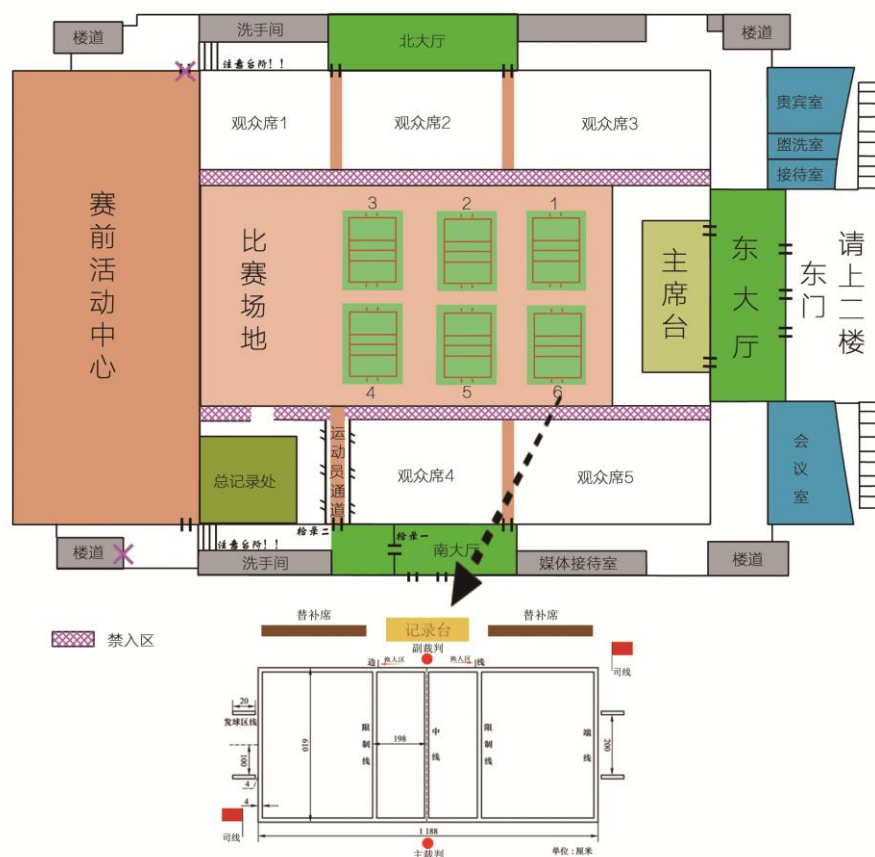 楼道
洗手间
北大厅
楼道
注意台阶！！
观众席1
观众席2
观众席3
贵宾室
盥洗室
接待室
赛前活动中心
比赛场地
3
2
1
4
5
6
主席台
东大厅
东门
请上二楼
总记录处
运动员通道
观众席4
观众席5
会议室
检录二
检录一
楼道
注意台阶！！
洗手间
南大厅
媒体接待室
楼道
禁入区
替补席
记录台
替补席
副裁判
边
换人区
换人区
线
司线
20
发球区线
100
4
4
610
限制线
198
中线
限制线
端线
200
司线
1 188
主裁判
单位：厘米